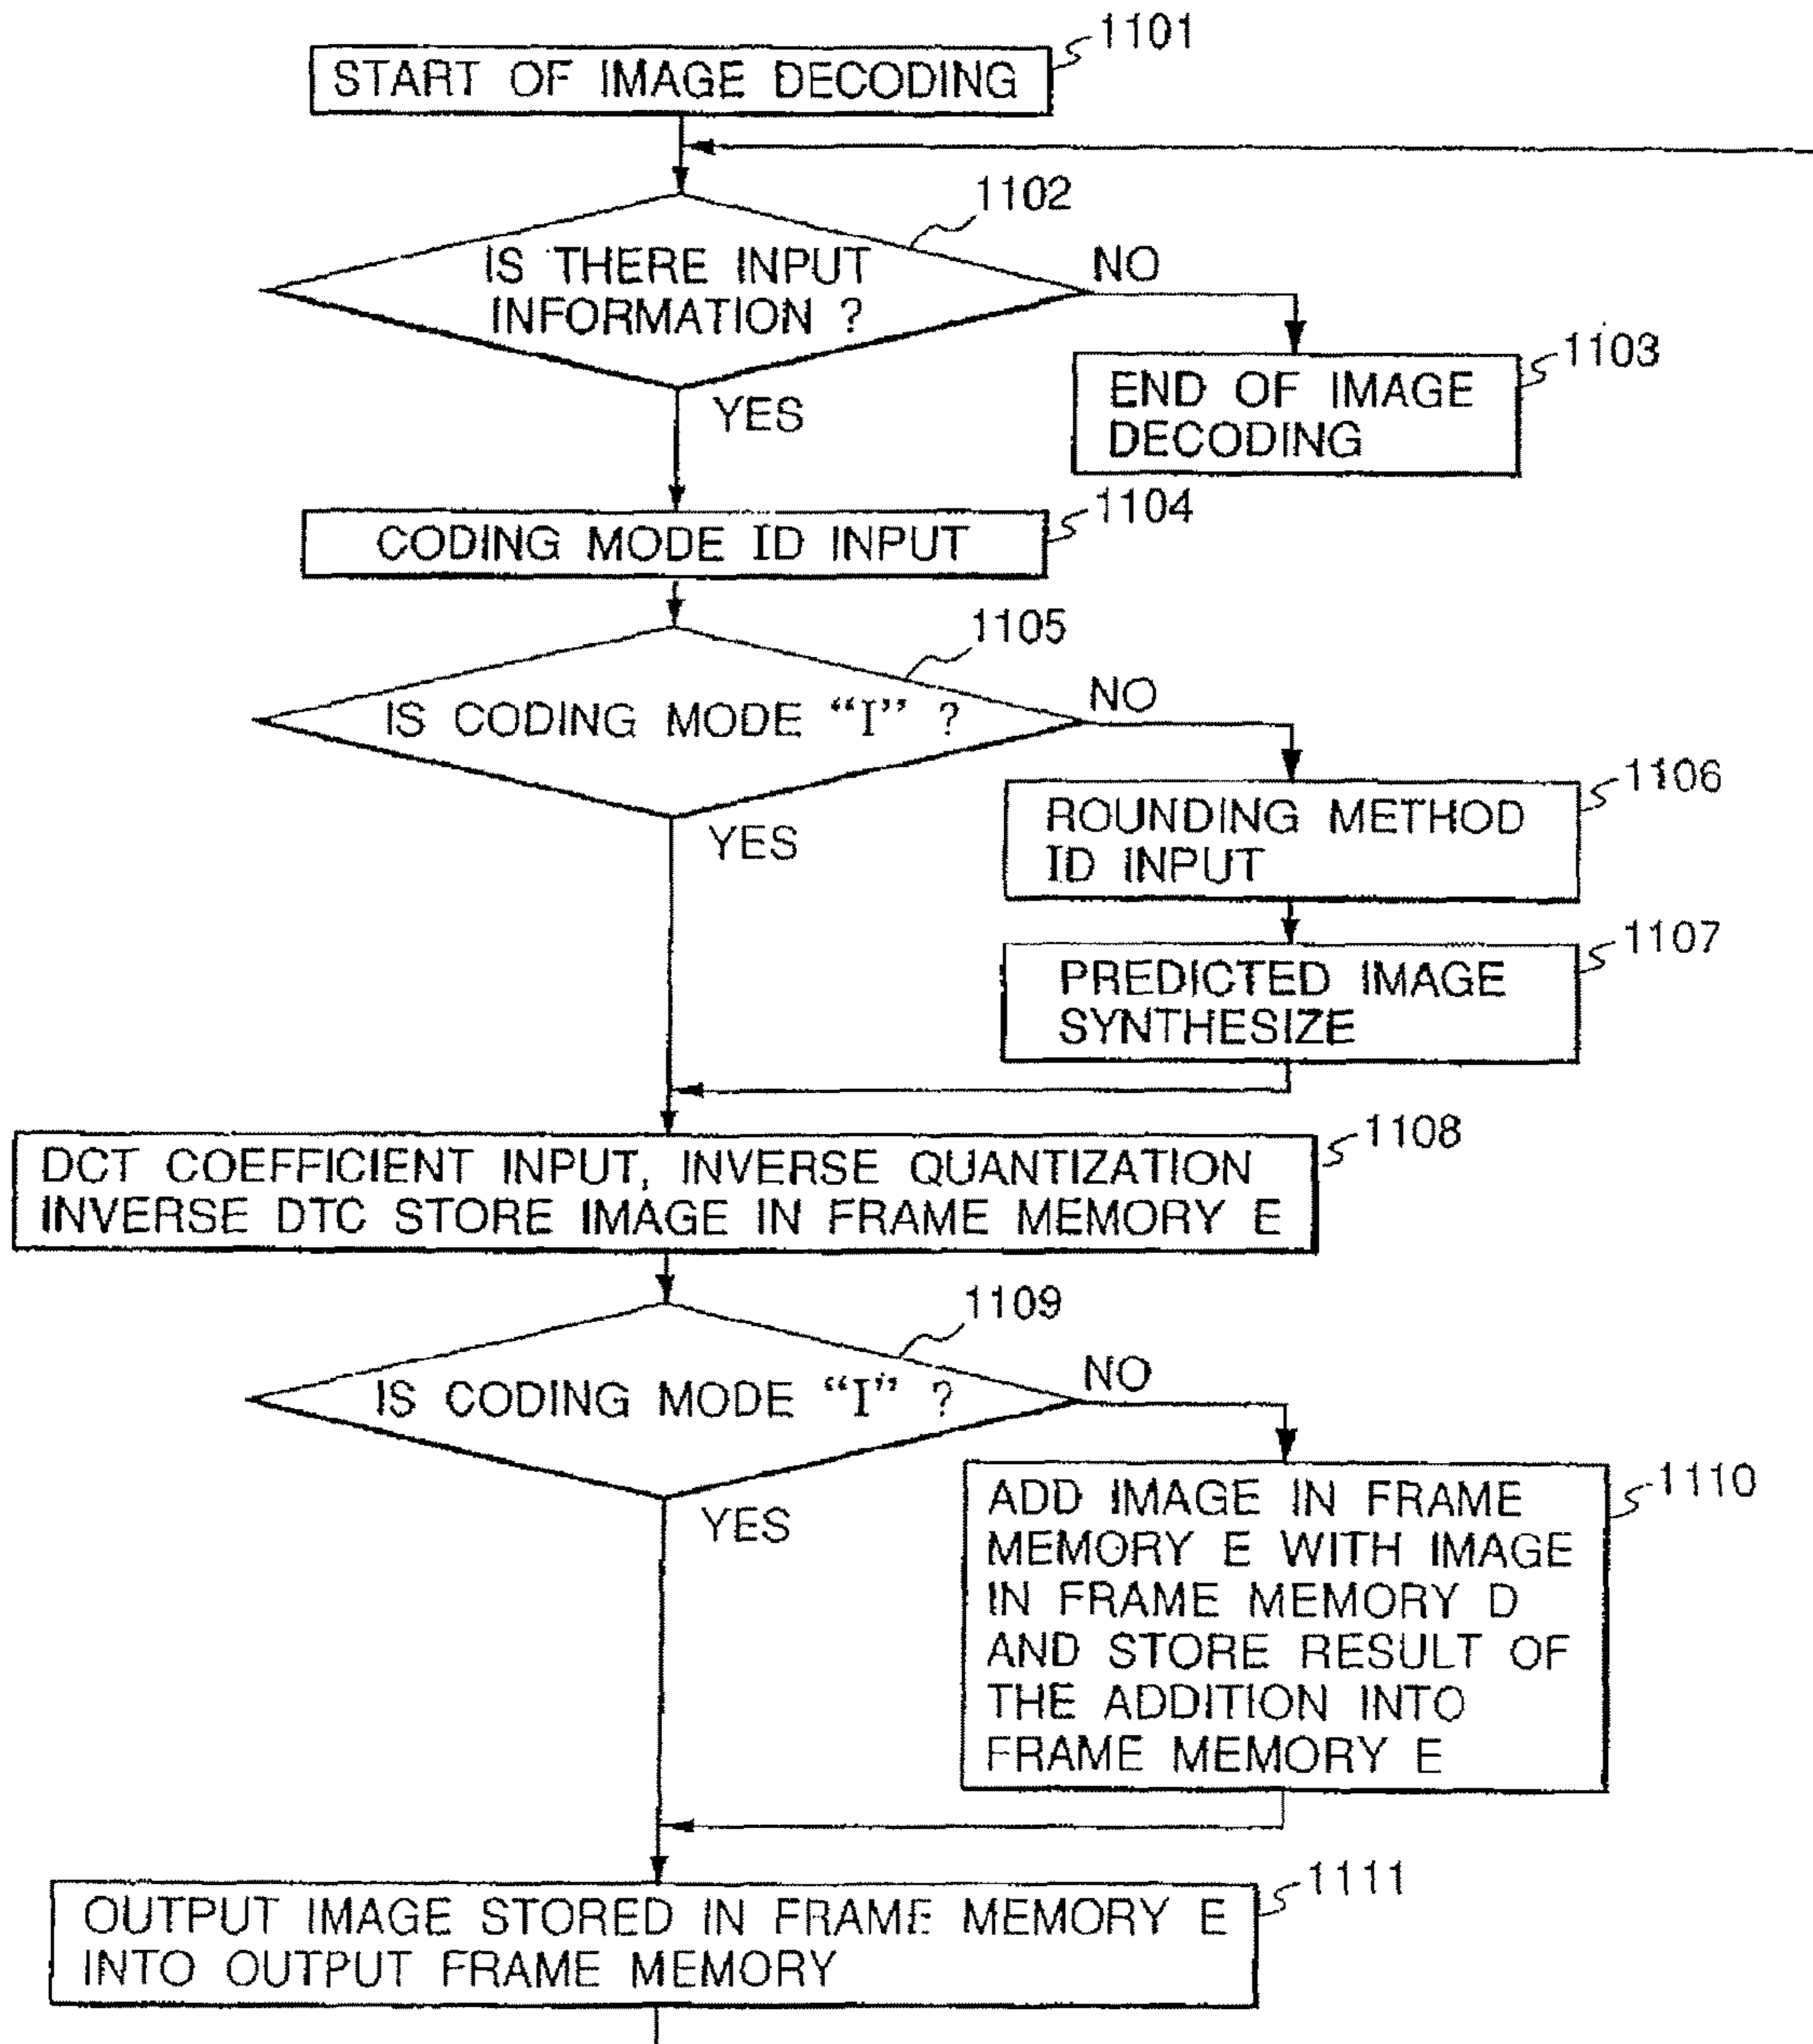 1101
START OF IMAGE DECODING
1102
IS THERE INPUT
INFORMATION ?
NO
1103
END OF IMAGE
DECODING
YES
1104
CODING MODE ID INPUT
1105
IS CODING MODE "I" ?
NO
1106
ROUNDING METHOD
ID INPUT
YES
1107
PREDICTED IMAGE
SYNTHESIZE
1108
DCT COEFFICIENT INPUT, INVERSE QUANTIZATION
INVERSE DTC STORE IMAGE IN FRAME MEMORY E
1109
IS CODING MODE "I" ?
NO
1110
ADD IMAGE IN FRAME
MEMORY E WITH IMAGE
IN FRAME MEMORY D
AND STORE RESULT OF
THE ADDITION INTO
FRAME MEMORY E
YES
1111
OUTPUT IMAGE STORED IN FRAME MEMORY E
INTO OUTPUT FRAME MEMORY